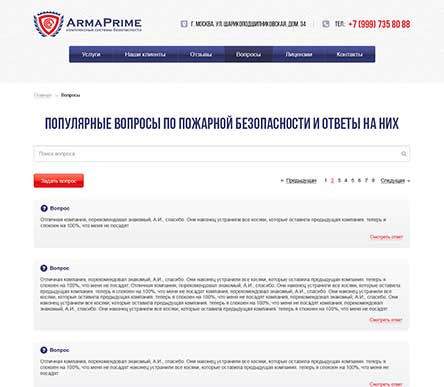 ArmaPrime
комплексные системы безопасности
Г. МОСКВА. УЛ. ШАРИКОПОДШИПНИКОВСКАЯ, ДОМ. 34
ТЕЛ.: +7 (999) 735 80 88
Услуги Наши клиенты Отзывы Вопросы Лицензии Контакты
Главная → Вопросы
ПОПУЛЯРНЫЕ ВОПРОСЫ ПО ПОЖАРНОЙ БЕЗОПАСНОСТИ И ОТВЕТЫ НА НИХ
Поиск вопроса
Задать вопрос
← Предыдущая 1 2 3 4 5 6 7 8 Следующая →
? Вопрос
Отличная компания, порекомендовал знакомый, А.И., спасибо. Они наконец устранили все косяки, которые оставила предыдущая компания. теперь я
спокоен на 100%, что меня не посадят
Смотреть ответ
? Вопрос
Отличная компания, порекомендовал знакомый, А.И., спасибо. Они наконец устранили все косяки, которые оставила предыдущая компания. теперь я
спокоен на 100%, что меня не посадят. Отличная компания, порекомендовал знакомый, А.И., спасибо. Они наконец устранили все косяки, которые оставила
предыдущая компания. теперь я спокоен на 100%, что меня не посадят компания, порекомендовал знакомый, А.И., спасибо. Они наконец устранили все
косяки, которые оставила предыдущая компания. теперь я спокоен на 100%, что меня не посадят компания, порекомендовал знакомый, А.И., спасибо. Они
наконец устранили все косяки, которые оставила предыдущая компания. теперь я спокоен на 100%, что меня не посадят
Смотреть ответ
? Вопрос
Отличная компания, порекомендовал знакомый, А.И., спасибо. Они наконец устранили все косяки, которые оставила предыдущая компания. теперь я
спокоен на 100%, что меня не посадят. Отличная компания, порекомендовал знакомый, А.И., спасибо. Они наконец устранили все косяки, которые оставила
предыдущая компания. теперь я спокоен на 100%, что меня не
посадят